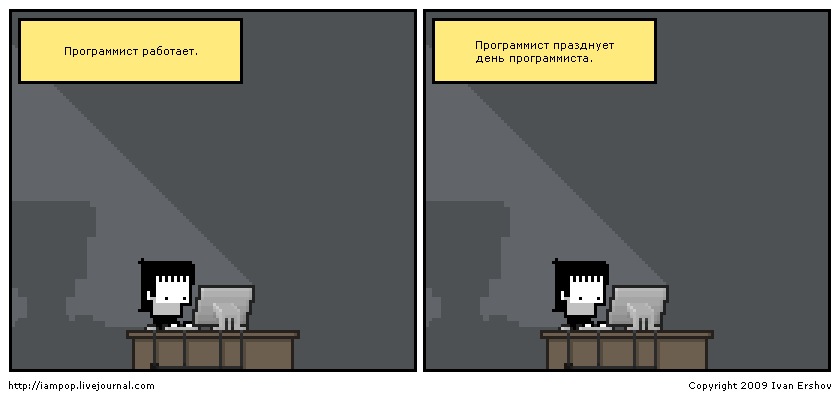 Программист работает.
Программист празднует
день программиста.
http://iampop.livejournal.com
Copyright 2009 Ivan Ershov